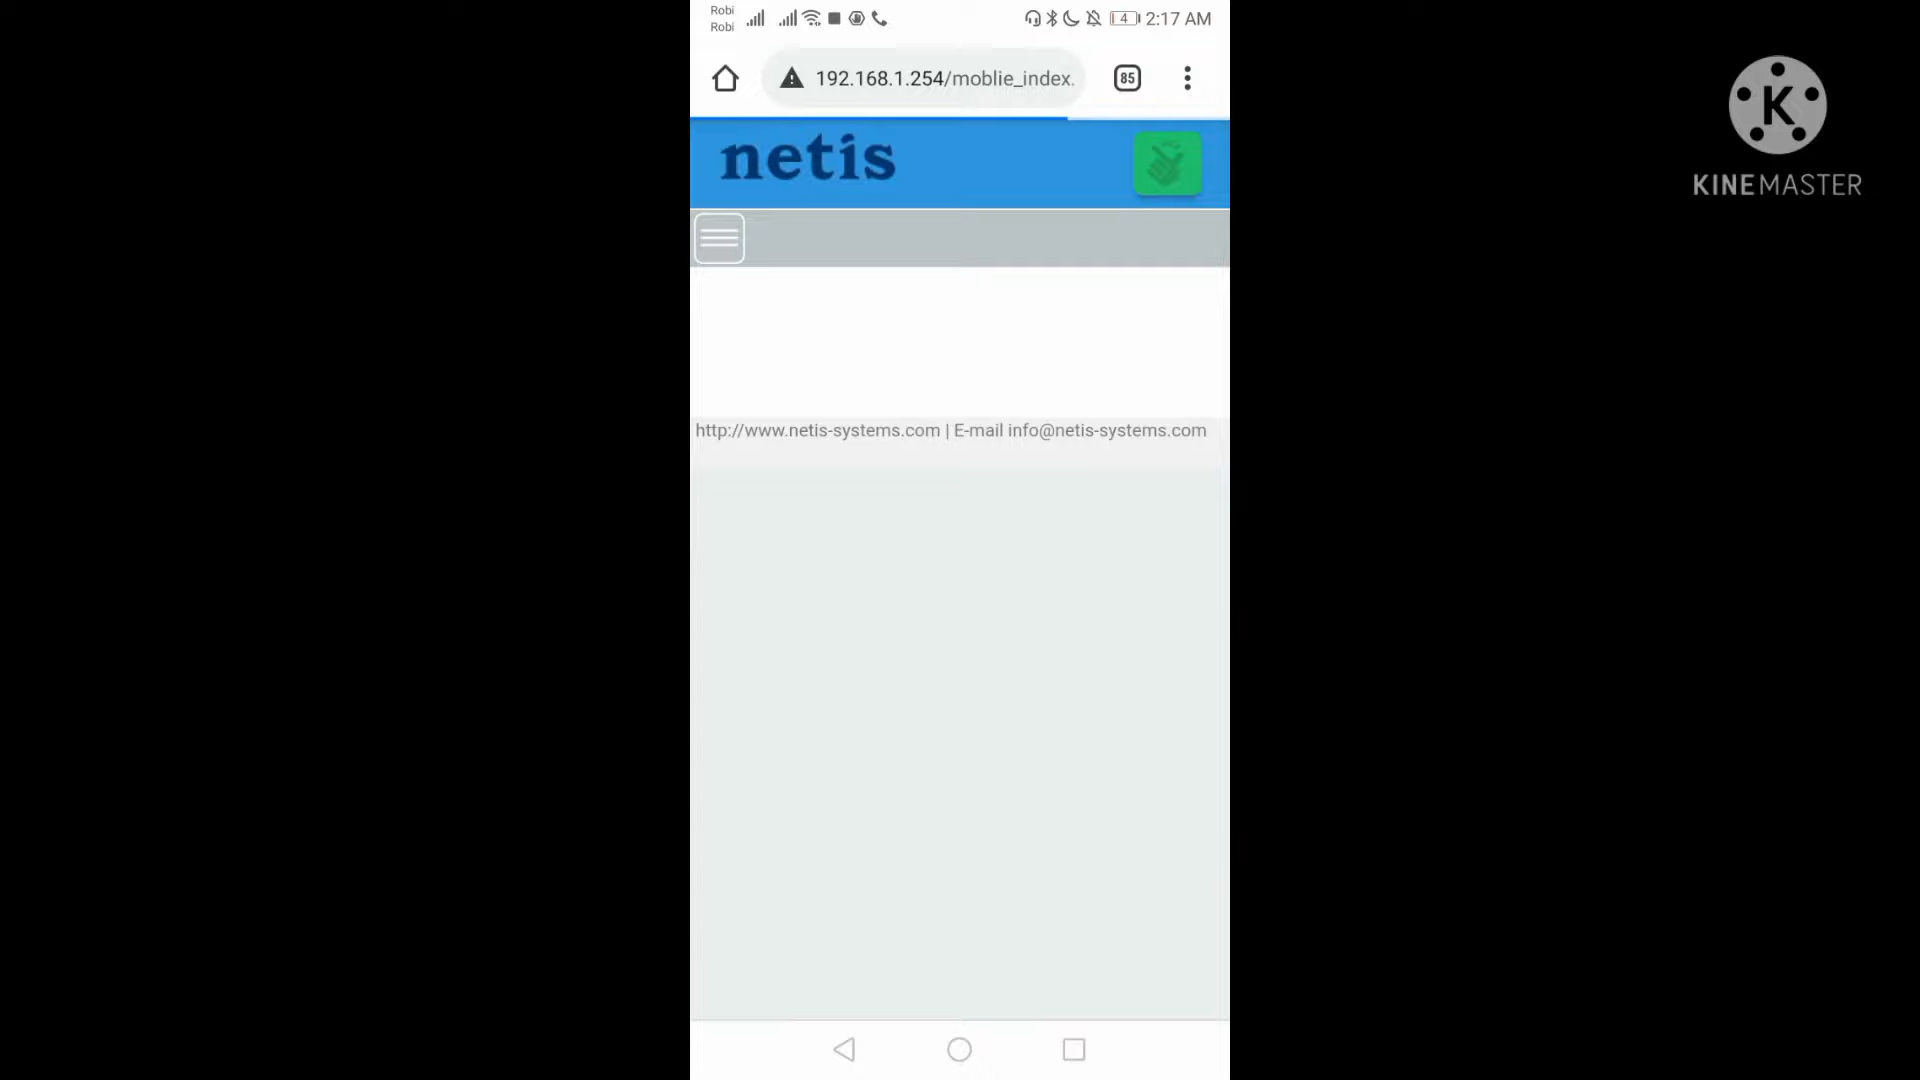 Robi
Robi
4
2:17 AM
192.168.1.254/moblie_index.
85
netis
http://www.netis-systems.com | E-mail info@netis-systems.com
K
KINEMASTER